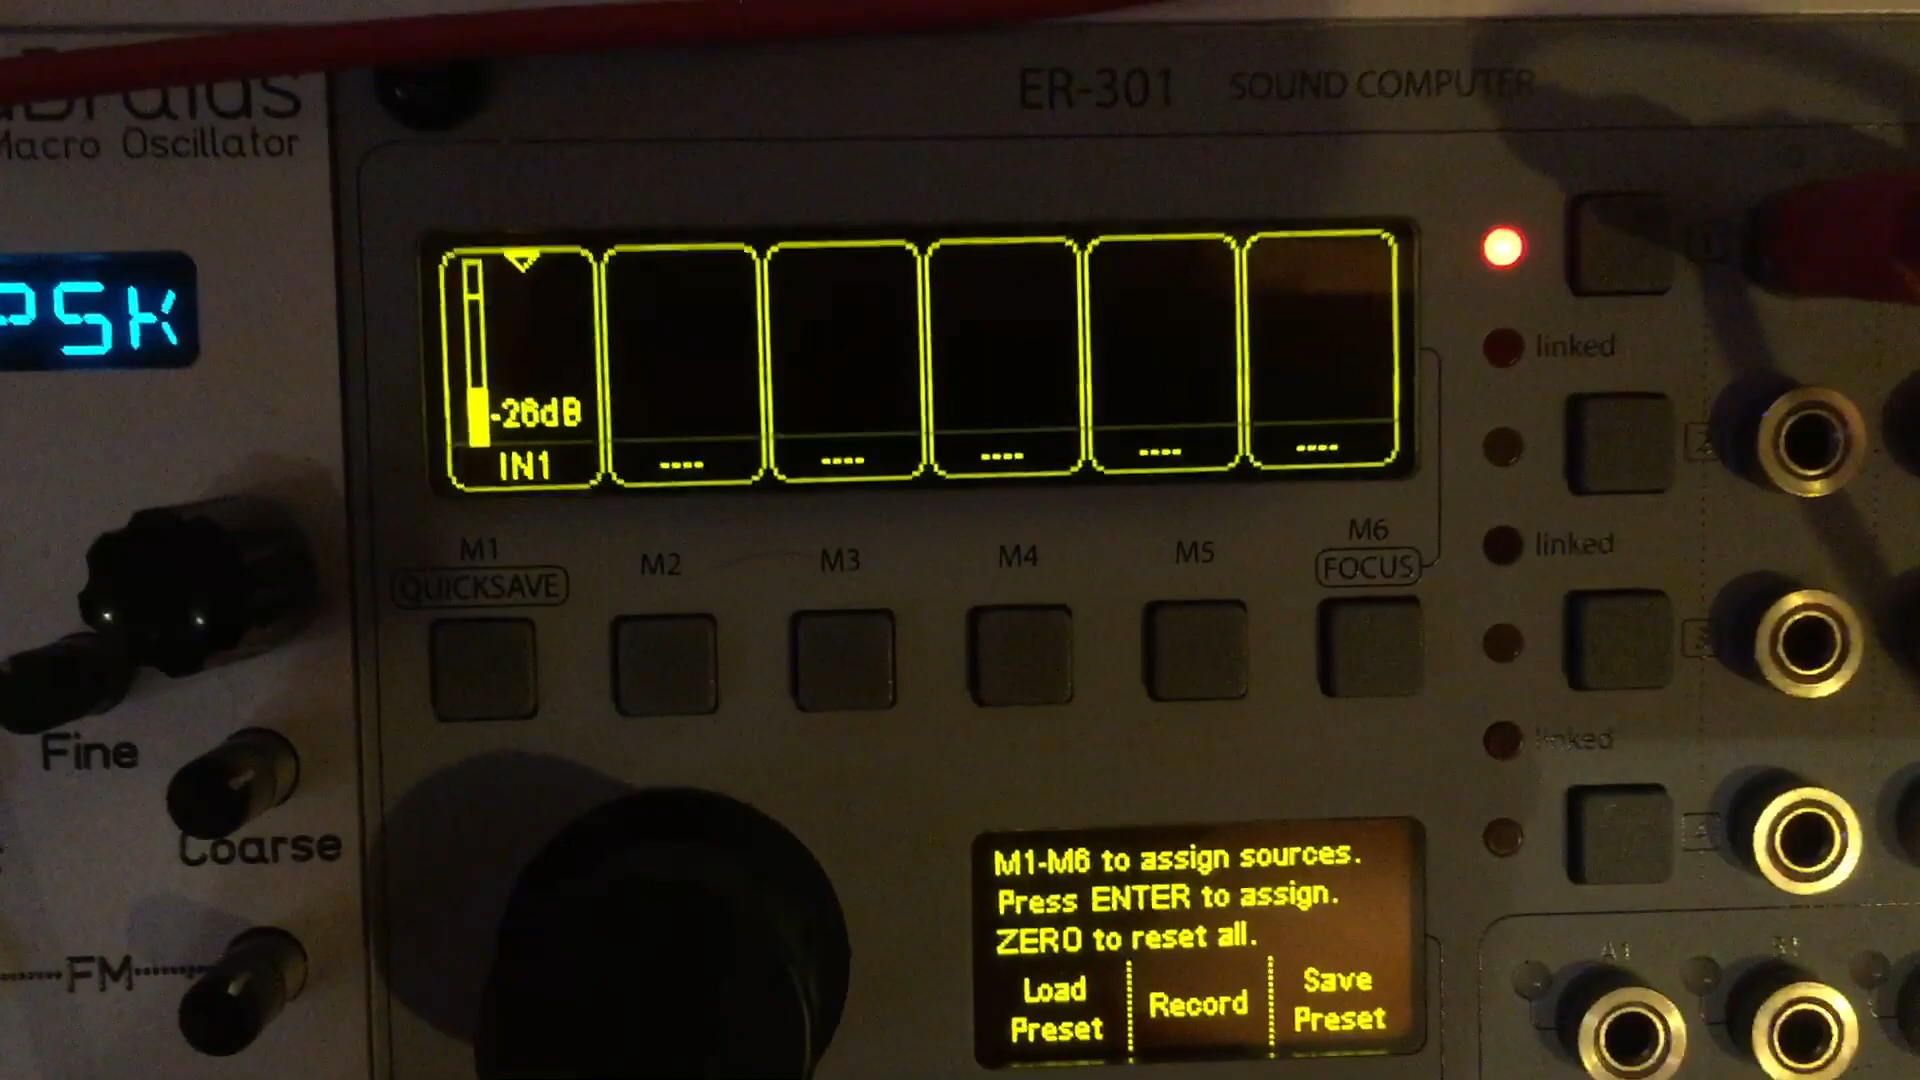 Macro Oscillator
ER-301 SOUND COMPUTER
PSK
-26dB
IN1 ---- ---- ---- ---- ----
linked
linked
linked
M1 M2 M3 M4 M5 M6
QUICKSAVE FOCUS
Fine
Coarse
FM
M1-M6 to assign sources.
Press ENTER to assign.
ZERO to reset all.
Load Preset
Record
Save Preset
A1 B1